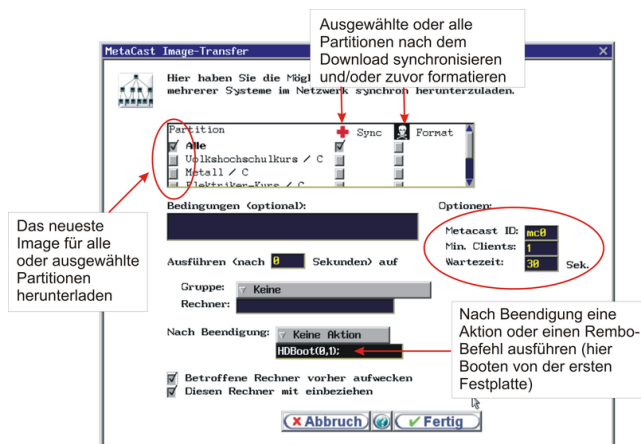 Ausgewählte oder alle
Partitionen nach dem
Download synchronisieren
und/oder zuvor formatieren
MetaCast Image-Transfer
Hier haben Sie die Mögl
mehrerer Systeme im Netzwerk synchron herunterzuladen.
Partition Sync Format
Alle
Volkshochschulkurs / C
Metall / C
Elektriker-Kurs / C
Das neueste
Image für alle
oder ausgewählte
Partitionen
herunterladen
Bedingungen (optional):
Optionen:
Metacast ID: mc0
Min. Clients: 1
Wartezeit: 30 Sek.
Ausführen (nach 0 Sekunden) auf
Gruppe: Keine
Rechner:
Nach Beendigung: Keine Aktion
HDBoot(0,1);
Nach Beendigung eine
Aktion oder einen Rembo-
Befehl ausführen (hier
Booten von der ersten
Festplatte)
Betroffene Rechner vorher aufwecken
Diesen Rechner mit einbeziehen
Abbruch Fertig